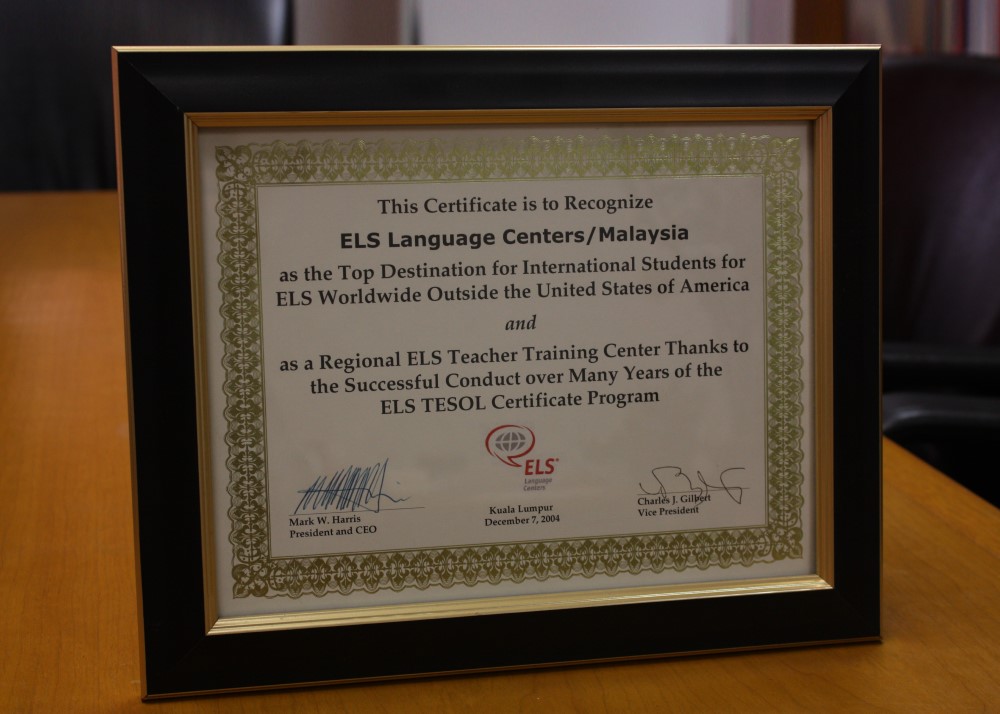 This Certificate is to Recognize
ELS Language Centers/Malaysia
as the Top Destination for International Students for
ELS Worldwide Outside the United States of America
and
as a Regional ELS Teacher Training Center Thanks to
the Successful Conduct over Many Years of the
ELS TESOL Certificate Program
ELS
Language
Centers
Mark W. Harris
President and CEO
Kuala Lumpur
December 7, 2004
Charles J. Gilbert
Vice President